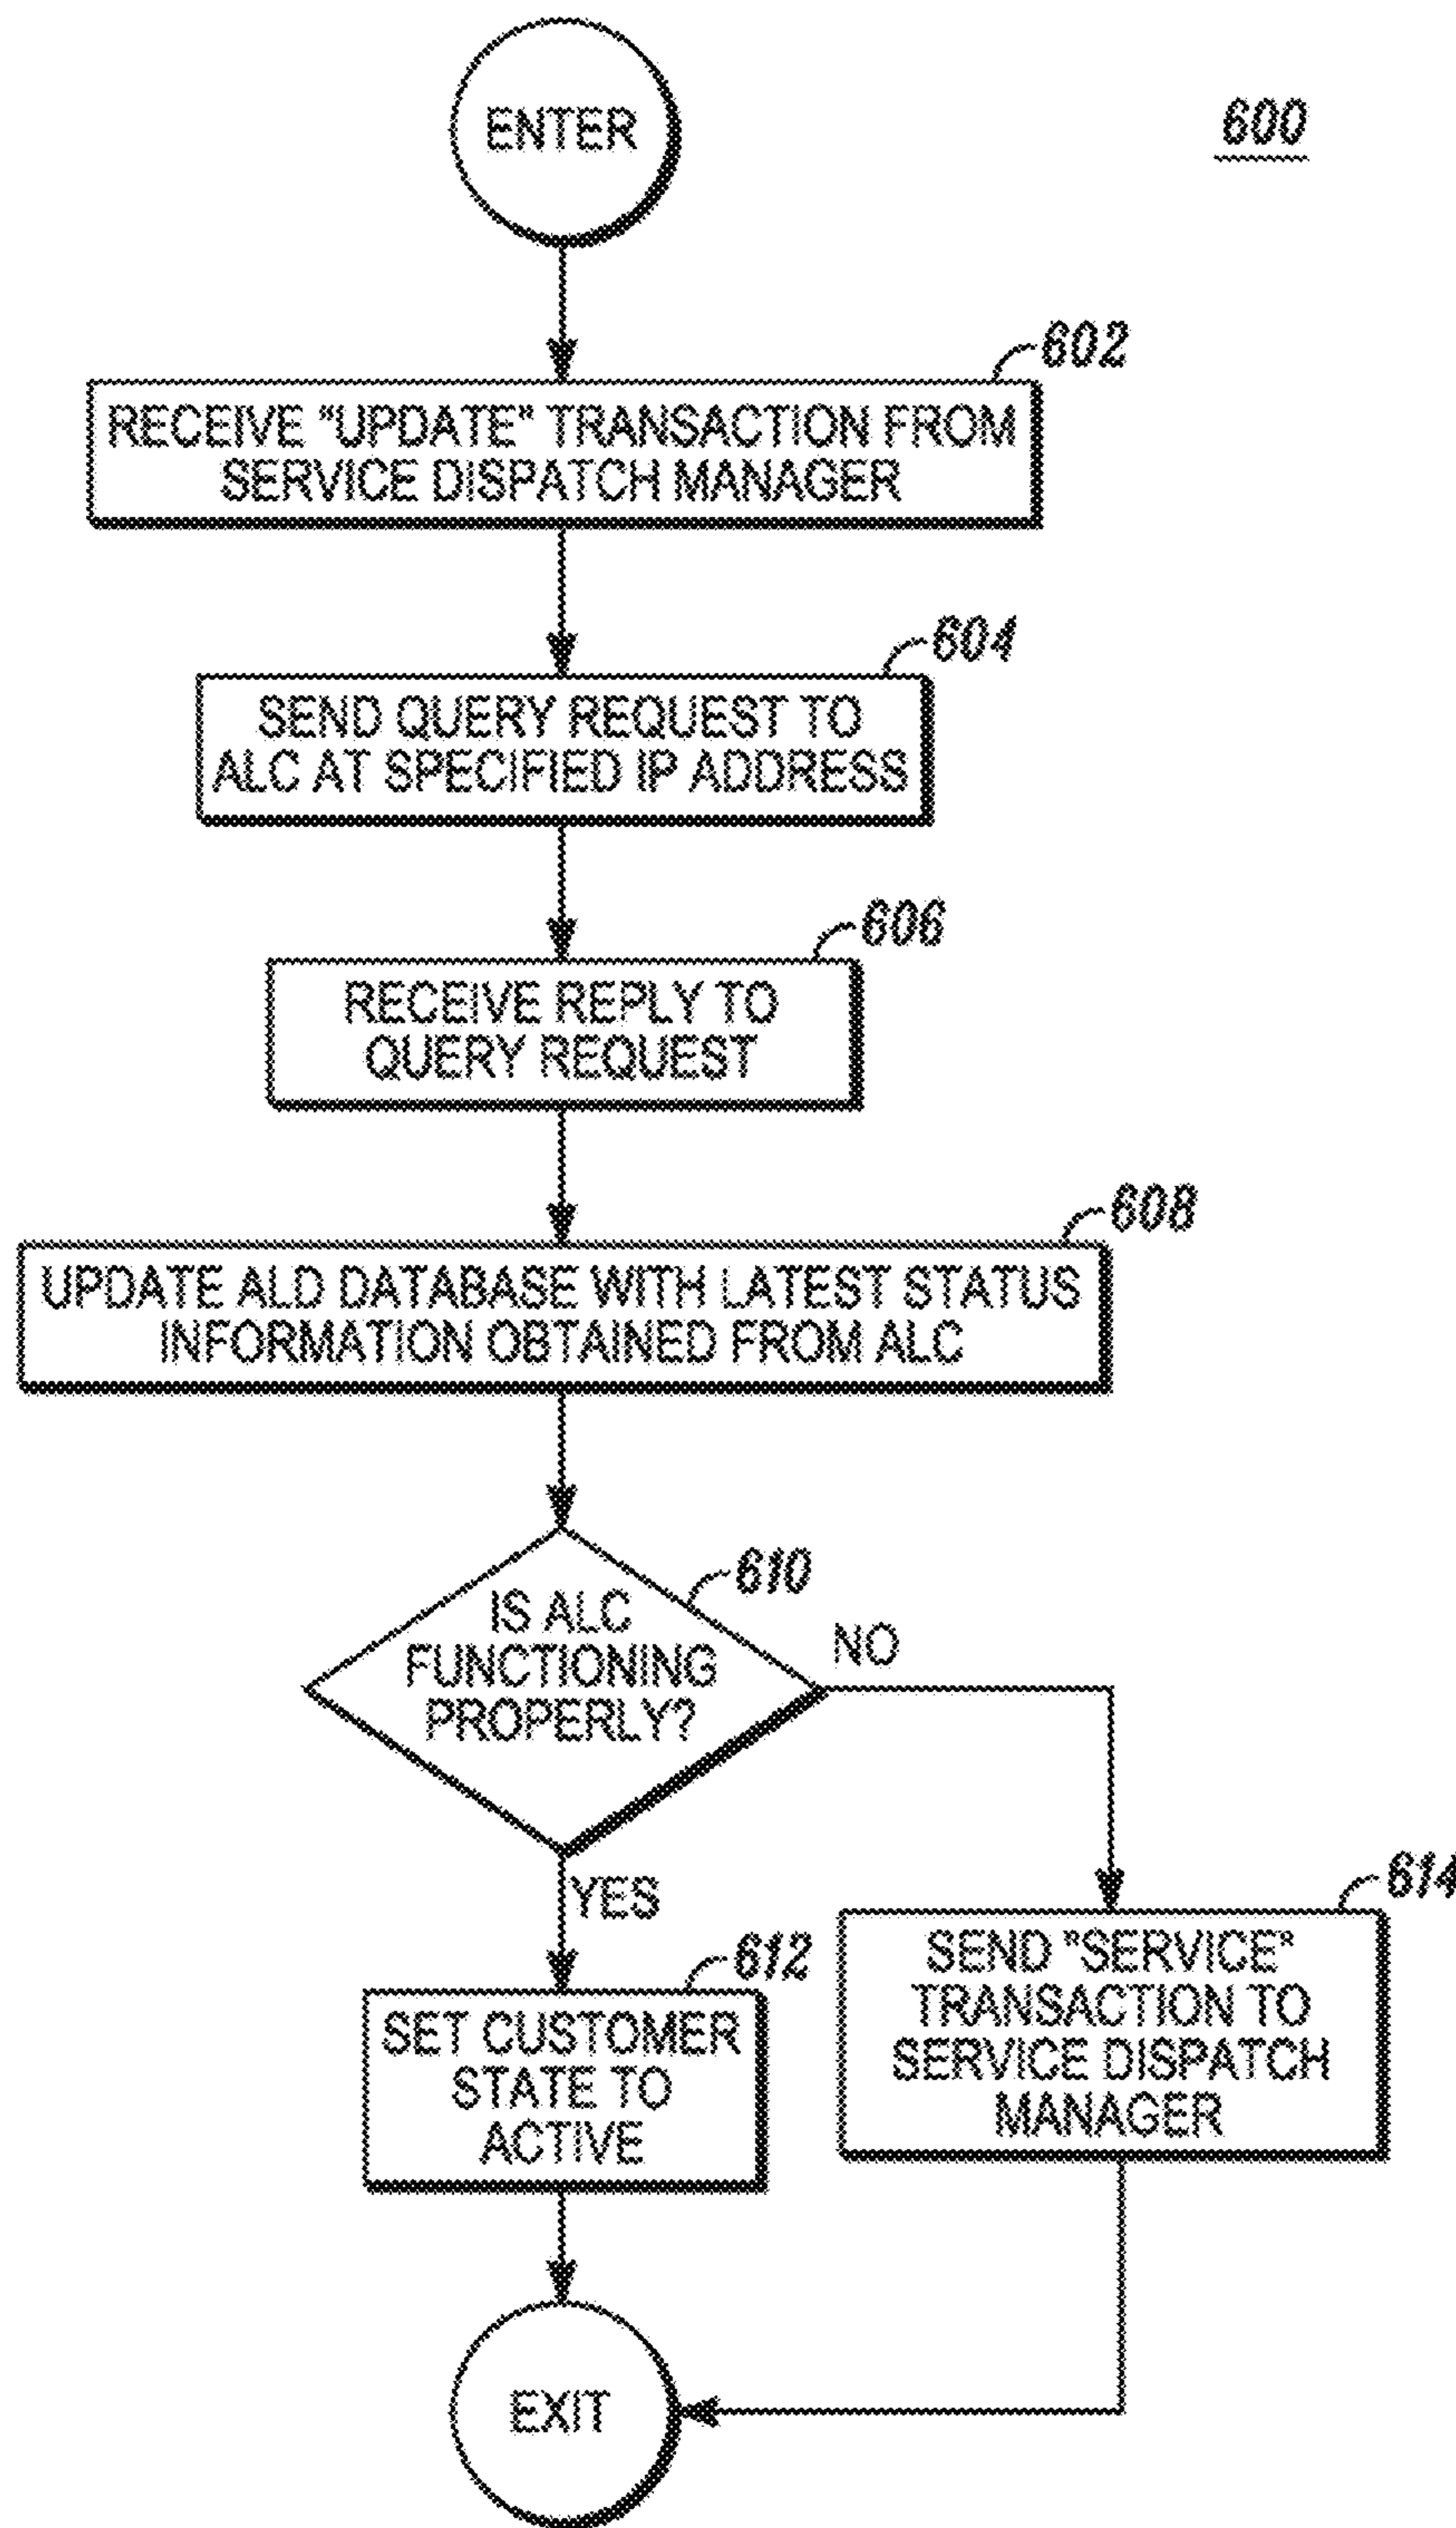 ENTER
600
602
RECEIVE "UPDATE" TRANSACTION FROM
SERVICE DISPATCH MANAGER
604
SEND QUERY REQUEST TO
ALC AT SPECIFIED IP ADDRESS
606
RECEIVE REPLY TO
QUERY REQUEST
608
UPDATE ALD DATABASE WITH LATEST STATUS
INFORMATION OBTAINED FROM ALC
610
IS ALC
FUNCTIONING
PROPERLY?
NO
YES
612
SET CUSTOMER
STATE TO
ACTIVE
614
SEND "SERVICE"
TRANSACTION TO
SERVICE DISPATCH
MANAGER
EXIT